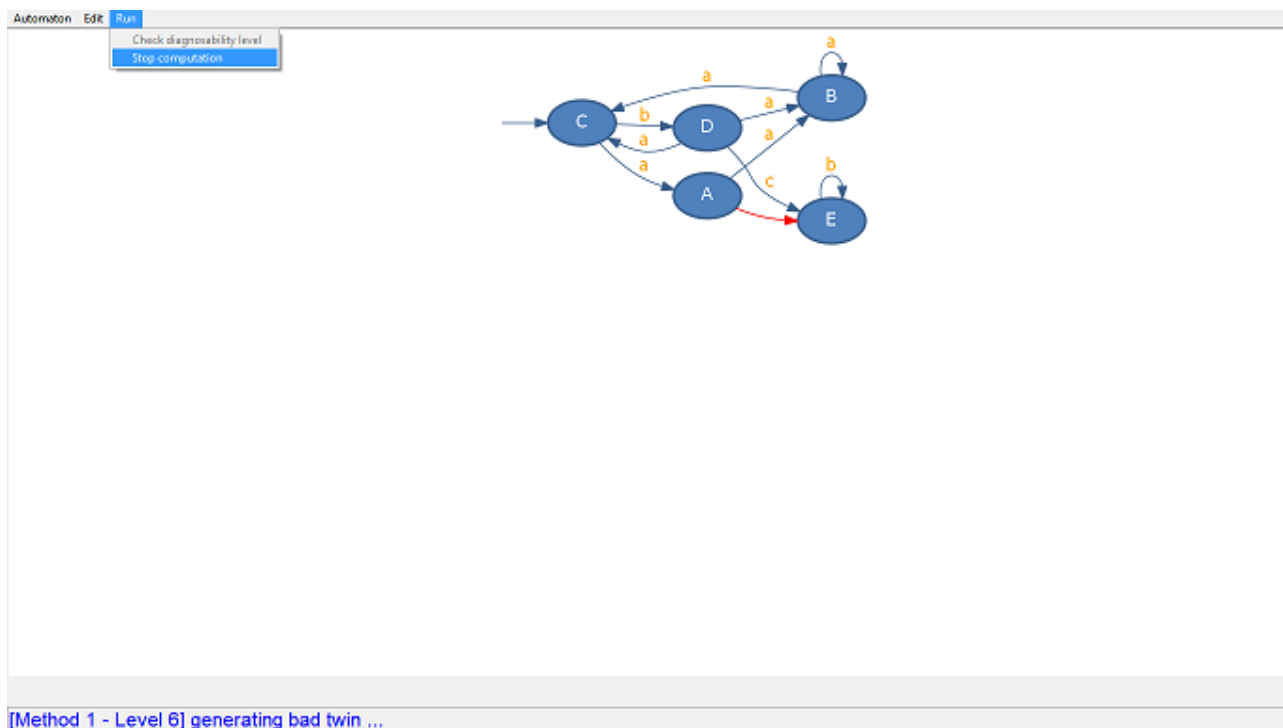 Automaton Edit Run
Check diagnosability level
Stop computation
a
a
B
C
b
D
a
a
a
a
A
c
b
E
[Method 1 - Level 6] generating bad twin ...